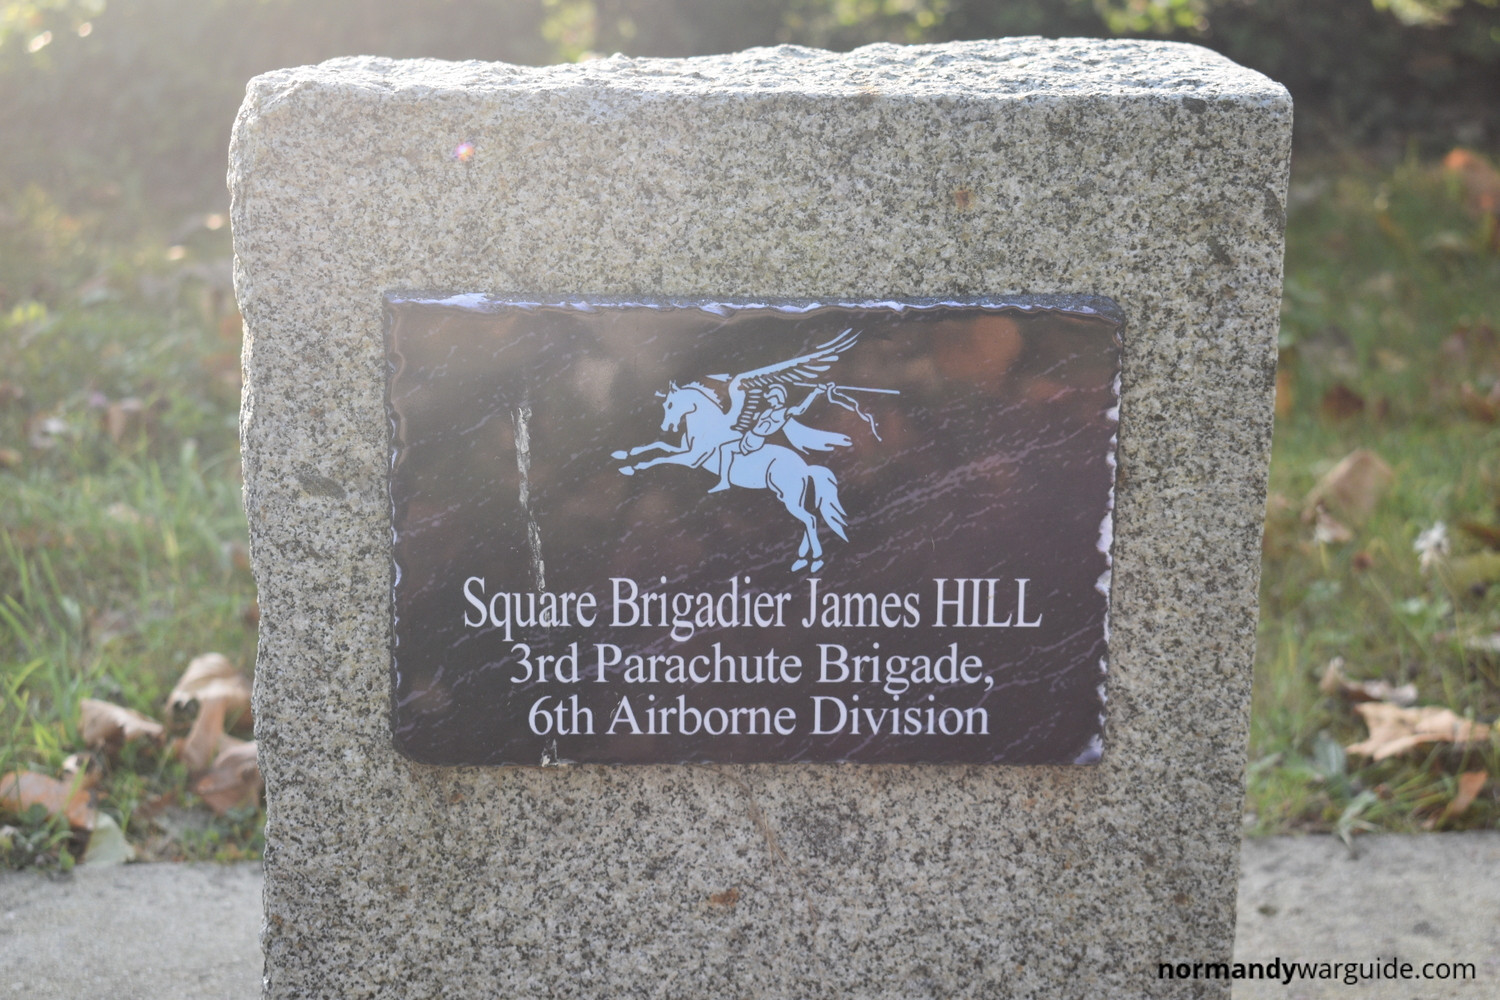 Square Brigadier James HILL
3rd Parachute Brigade,
6th Airborne Division
normandywarguide.com